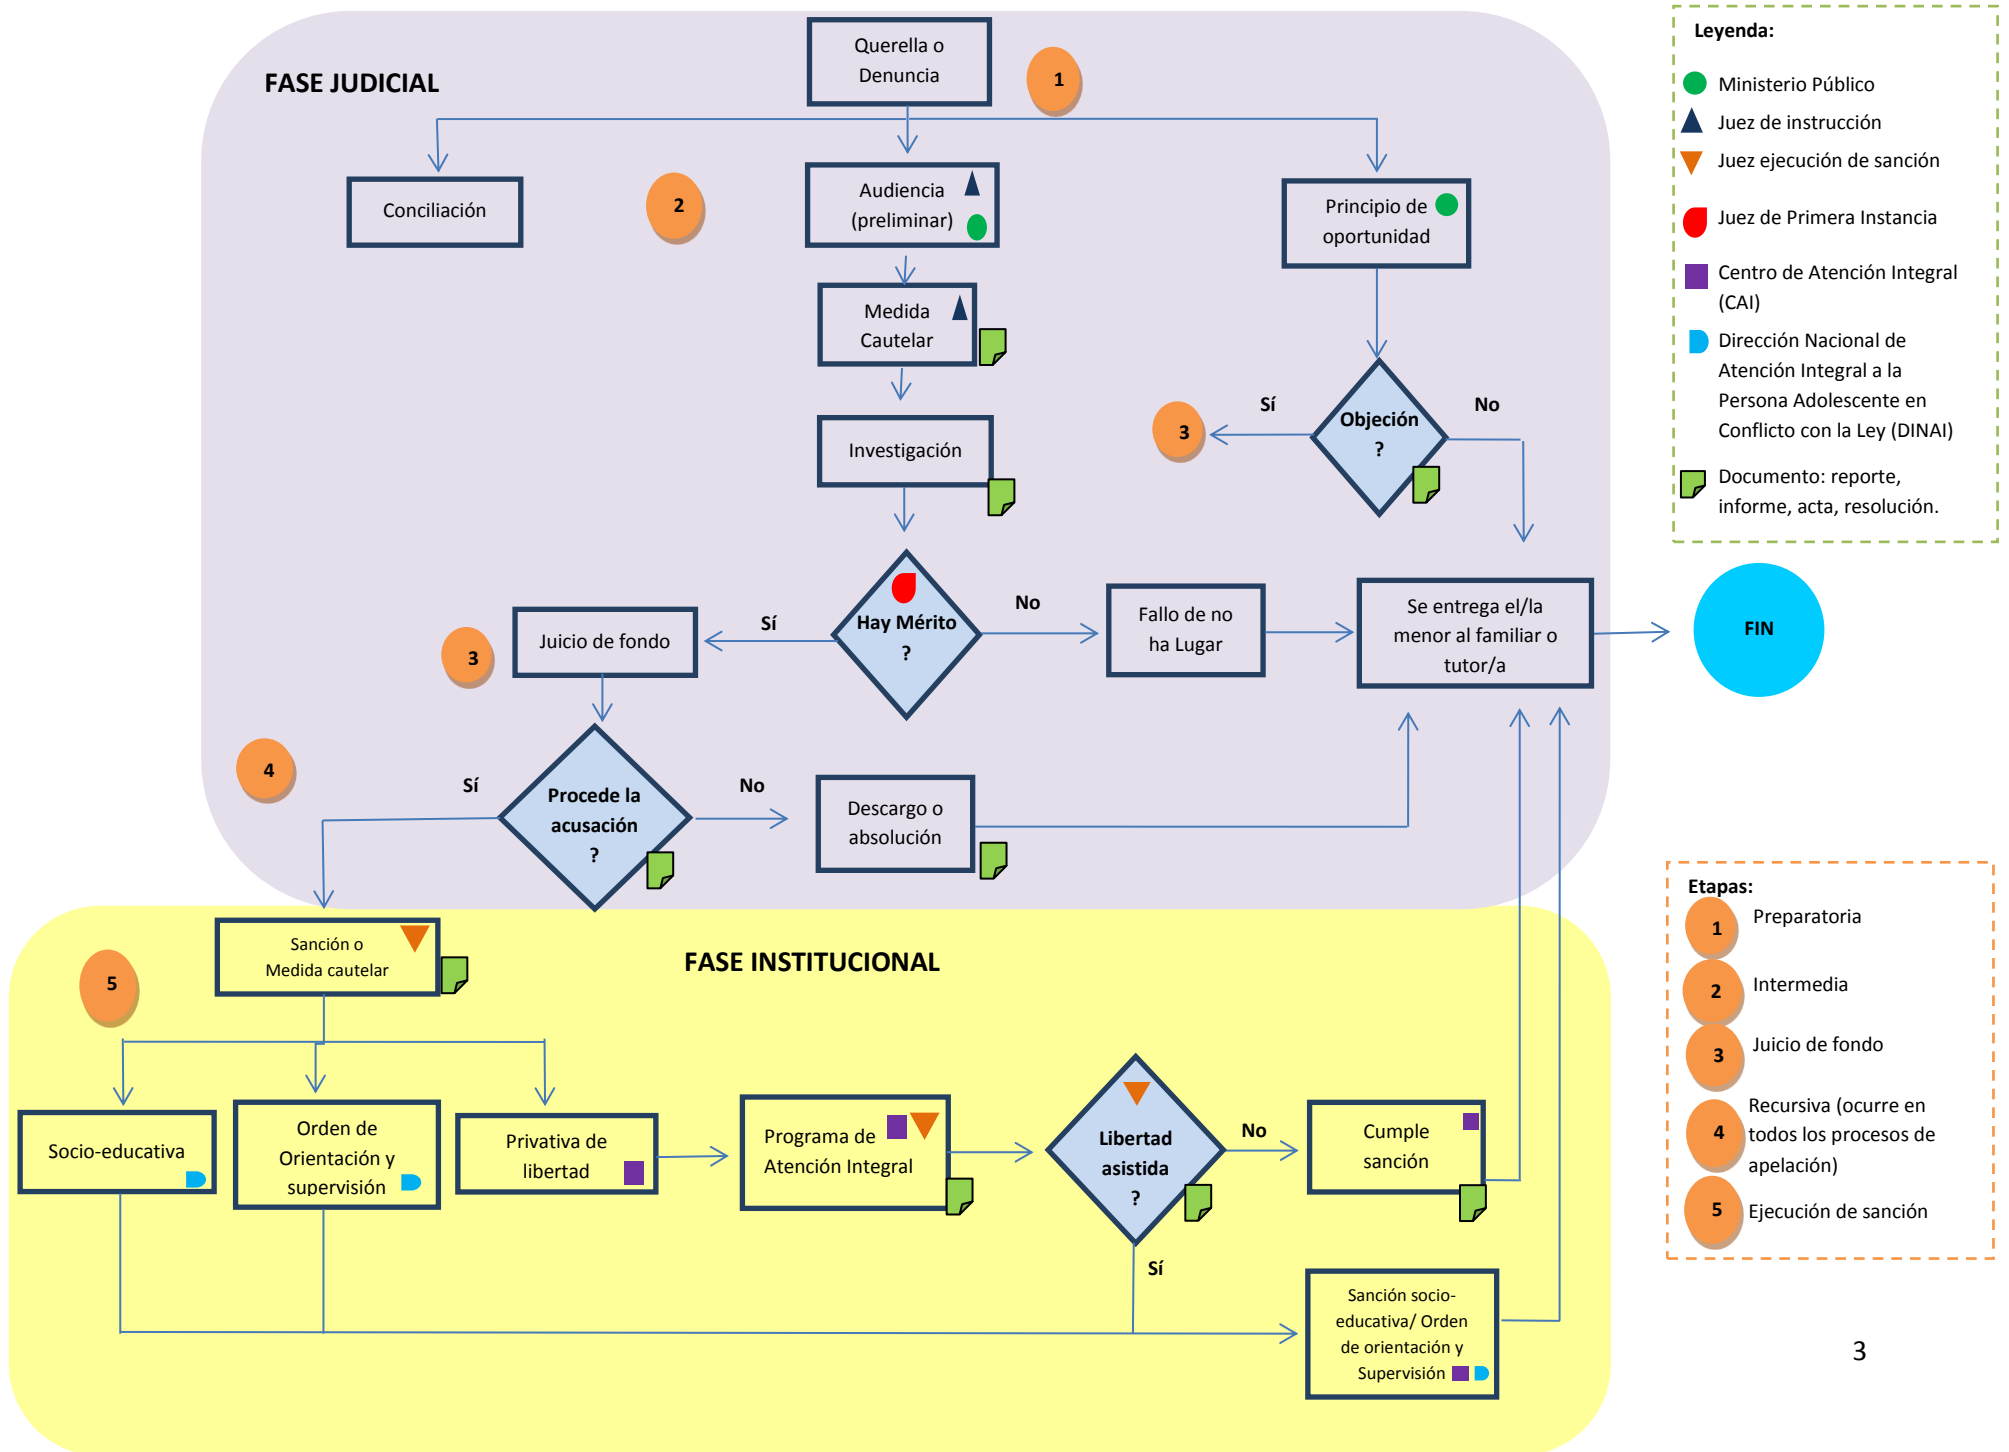 FASE JUDICIAL
Querella o
Denuncia
1
Conciliación
2
Audiencia
(preliminar)
Principio de
oportunidad
Medida
Cautelar
Investigación
Sí
No
3
Objeción
?
Hay Mérito
?
Sí
No
3
Juicio de fondo
Fallo de no
ha Lugar
Se entrega el/la
menor al familiar o
tutor/a
FIN
4
Sí
No
Procede la
acusación
?
Descargo o
absolución
FASE INSTITUCIONAL
Sanción o
Medida cautelar
5
Socio-educativa
Orden de
Orientación y
supervisión
Privativa de
libertad
Programa de
Atención Integral
Libertad
asistida
?
No
Sí
Cumple
sanción
Sanción socio-
educativa/ Orden
de orientación y
Supervisión
Leyenda:
Ministerio Público
Juez de instrucción
Juez ejecución de sanción
Juez de Primera Instancia
Centro de Atención Integral
(CAI)
Dirección Nacional de
Atención Integral a la
Persona Adolescente en
Conflicto con la Ley (DINAI)
Documento: reporte,
informe, acta, resolución.
Etapas:
1 Preparatoria
2 Intermedia
3 Juicio de fondo
4 Recursiva (ocurre en
todos los procesos de
apelación)
5 Ejecución de sanción
3